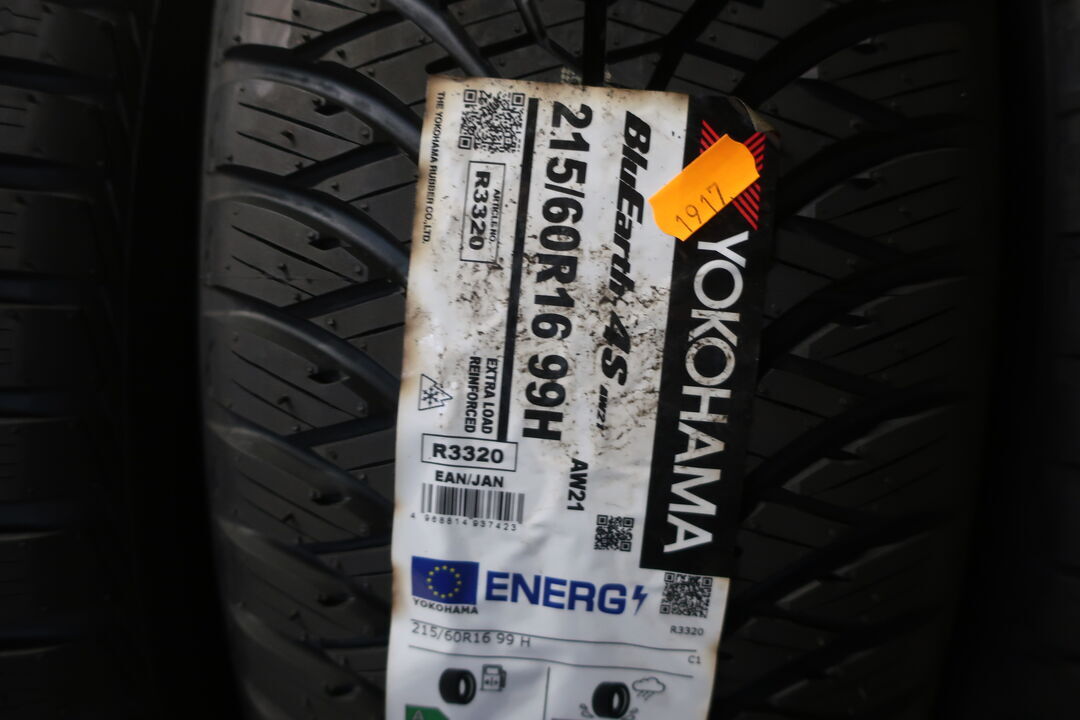 YOKOHAMA
1917
BluEarth-4S AW21
215/60R16 99H
AW21
ARTICLE NO.
R3320
EXTRA LOAD
REINFORCED
THE YOKOHAMA RUBBER CO.,LTD.
R3320
EAN/JAN
4 968814 937423
ENERG
YOKOHAMA
R3320
215/60R16 99 H
C1